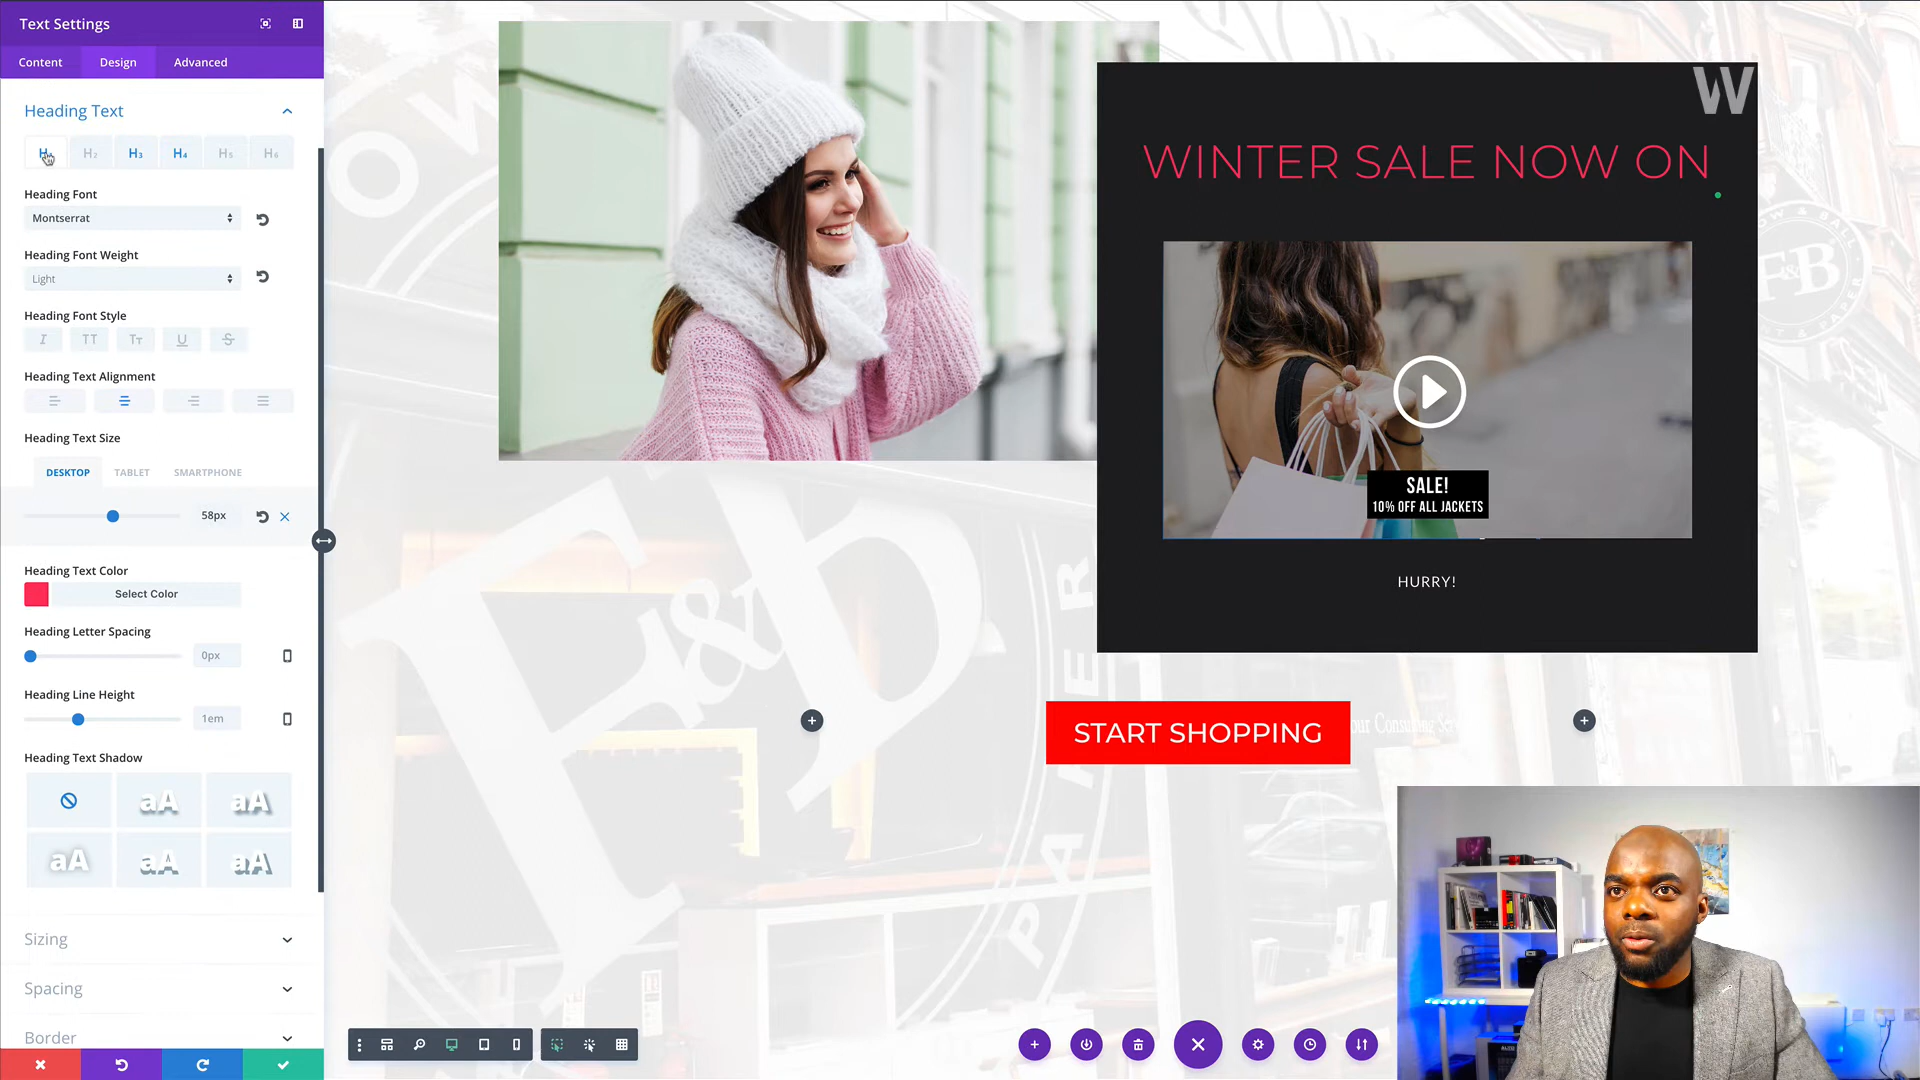 Text Settings
Content
Design
Advanced
Heading Text
H
H2
H3
H4
H5
H6
Heading Font
Montserrat
Heading Font Weight
Light
Heading Font Style
I
TT
TT
U
S
Heading Text Alignment
Heading Text Size
DESKTOP
TABLET
SMARTPHONE
58px
Heading Text Color
Select Color
Heading Letter Spacing
0px
Heading Line Height
1em
Heading Text Shadow
aA
aA
aA
aA
aA
Sizing
Spacing
Border
W
WINTER SALE NOW ON
SALE!
10% OFF ALL JACKETS
HURRY!
START SHOPPING
F&B
F&B